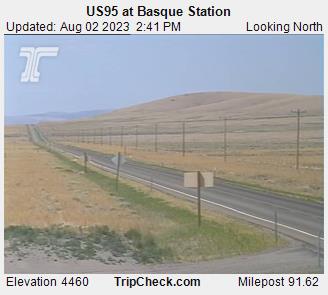 US95 at Basque Station
Updated: Aug 02 2023 2:41 PM Looking North
Elevation 4460 TripCheck.com Milepost 91.62